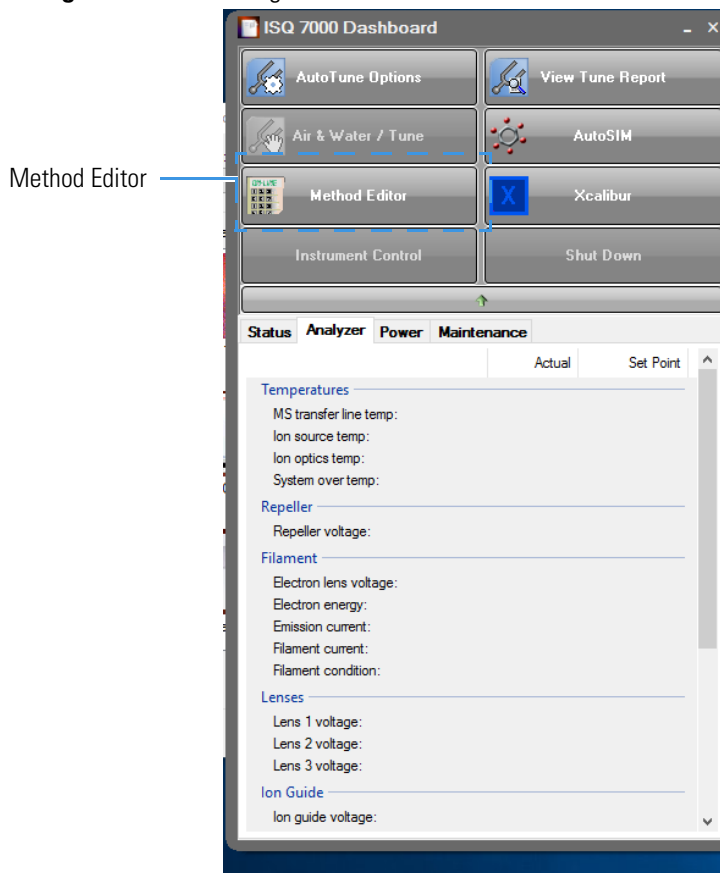 ISQ 7000 Dashboard
AutoTune Options
View Tune Report
Air & Water / Tune
AutoSIM
Method Editor
Method Editor
X
Xcalibur
Instrument Control
Shut Down
Status Analyzer Power Maintenance
Actual Set Point
Temperatures
MS transfer line temp:
Ion source temp:
Ion optics temp:
System over temp:
Repeller
Repeller voltage:
Filament
Electron lens voltage:
Electron energy:
Emission current:
Filament current:
Filament condition:
Lenses
Lens 1 voltage:
Lens 2 voltage:
Lens 3 voltage:
Ion Guide
Ion guide voltage: